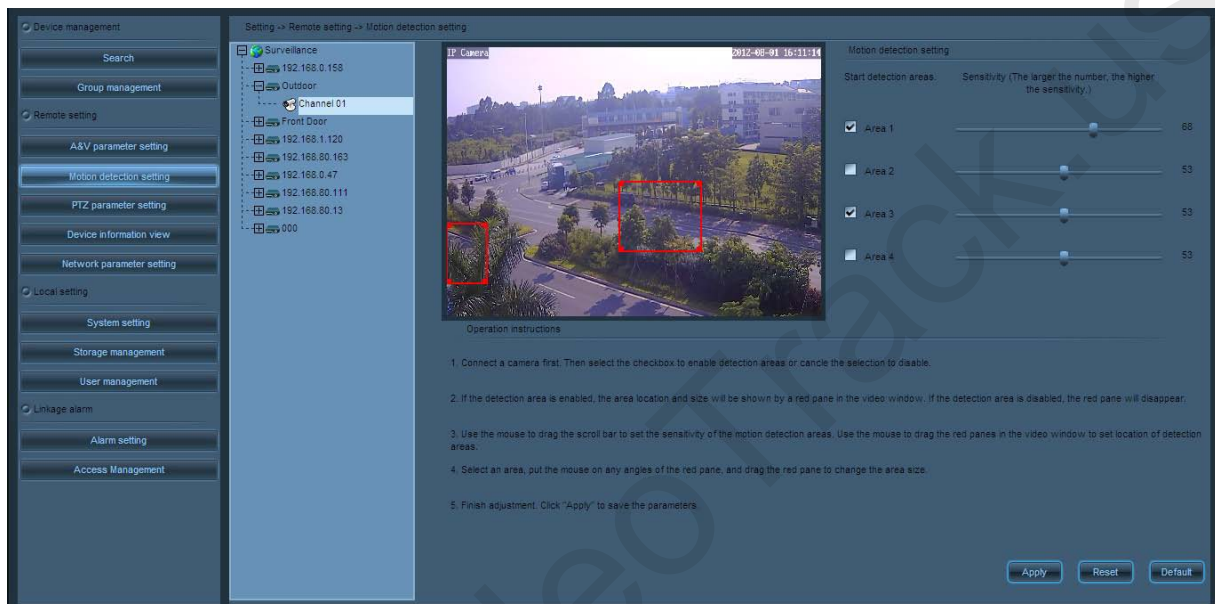 Device management
Search
Group management
Remote setting
A&V parameter setting
Motion detection setting
PTZ parameter setting
Device information view
Network parameter setting
Local setting
System setting
Storage management
User management
Linkage alarm
Alarm setting
Access Management
Setting -> Remote setting -> Motion detection setting
Surveillance
192.168.0.158
Outdoor
Channel 01
Front Door
192.168.1.120
192.168.80.163
192.168.0.47
192.168.80.111
192.168.80.13
000
IP Camera 2012-08-01 16:11:14
Motion detection setting
Start detection areas. Sensitivity (The larger the number, the higher
the sensitivity.)
Area 1 68
Area 2 53
Area 3 53
Area 4 53
Operation instructions
1. Connect a camera first. Then select the checkbox to enable detection areas or cancle the selection to disable.
2. If the detection area is enabled, the area location and size will be shown by a red pane in the video window. If the detection area is disabled, the red pane will disappear.
3. Use the mouse to drag the scroll bar to set the sensitivity of the motion detection areas. Use the mouse to drag the red panes in the video window to set location of detection
areas.
4. Select an area, put the mouse on any angles of the red pane, and drag the red pane to change the area size.
5. Finish adjustment. Click "Apply" to save the parameters.
Apply Reset Default